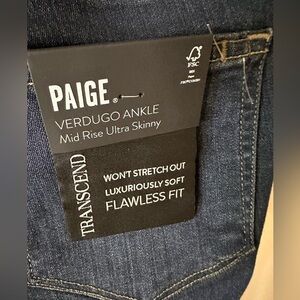 PAIGE®
VERDUGO ANKLE
Mid Rise Ultra Skinny
FSC
TRANSCEND
WON'T STRETCH OUT
LUXURIOUSLY SOFT
FLAWLESS FIT